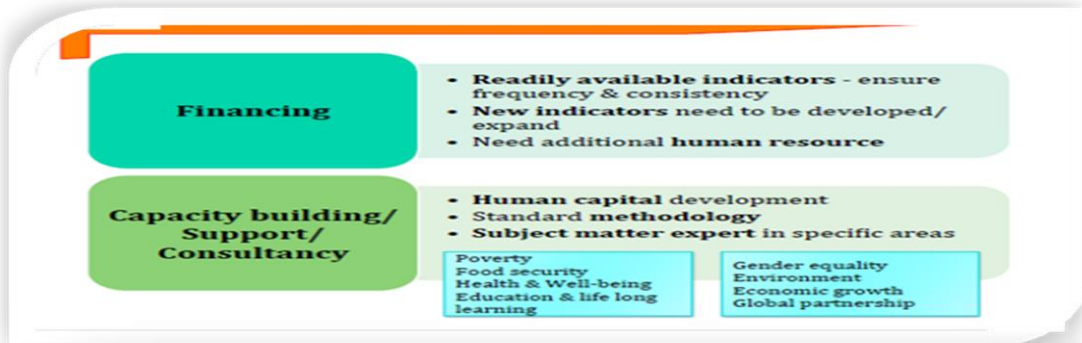 Financing
• Readily available indicators - ensure
frequency & consistency
• New indicators need to be developed/
expand
• Need additional human resource
Capacity building/
Support/
Consultancy
• Human capital development
• Standard methodology
• Subject matter expert in specific areas
Poverty
Food security
Health & Well-being
Education & life long
learning
Gender equality
Environment
Economic growth
Global partnership